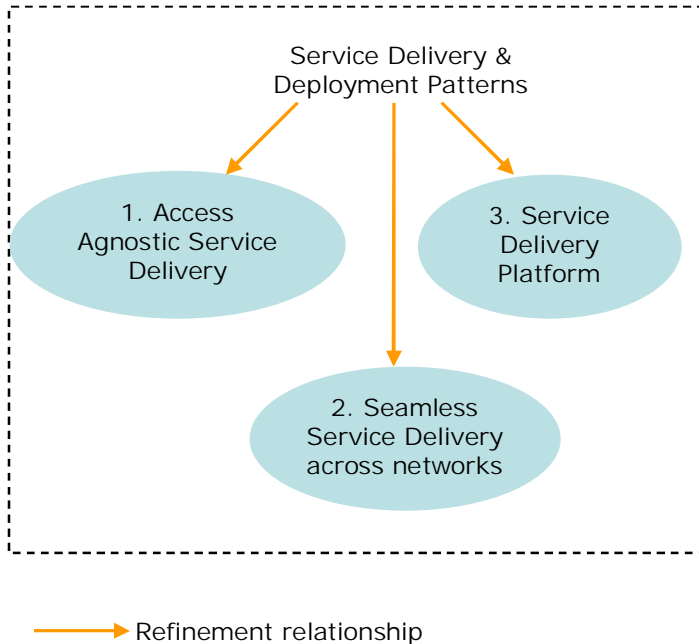 Service Delivery &
Deployment Patterns
1. Access
Agnostic Service
Delivery
3. Service
Delivery
Platform
2. Seamless
Service Delivery
across networks
Refinement relationship